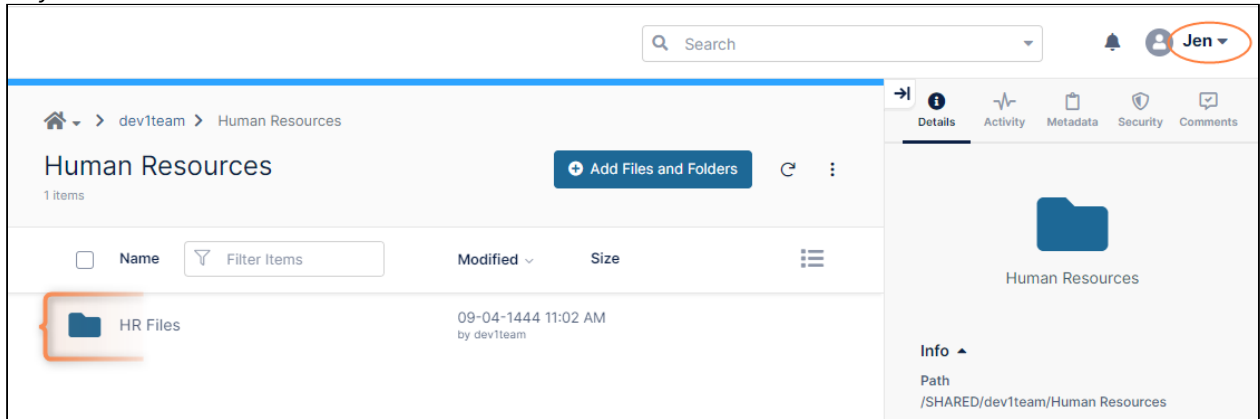 Search
Jen
dev1team > Human Resources
Human Resources
1 items
Add Files and Folders
Details
Activity
Metadata
Security
Comments
Name
Filter Items
Modified
Size
HR Files
09-04-1444 11:02 AM
by dev1team
Human Resources
Info
Path
/SHARED/dev1team/Human Resources